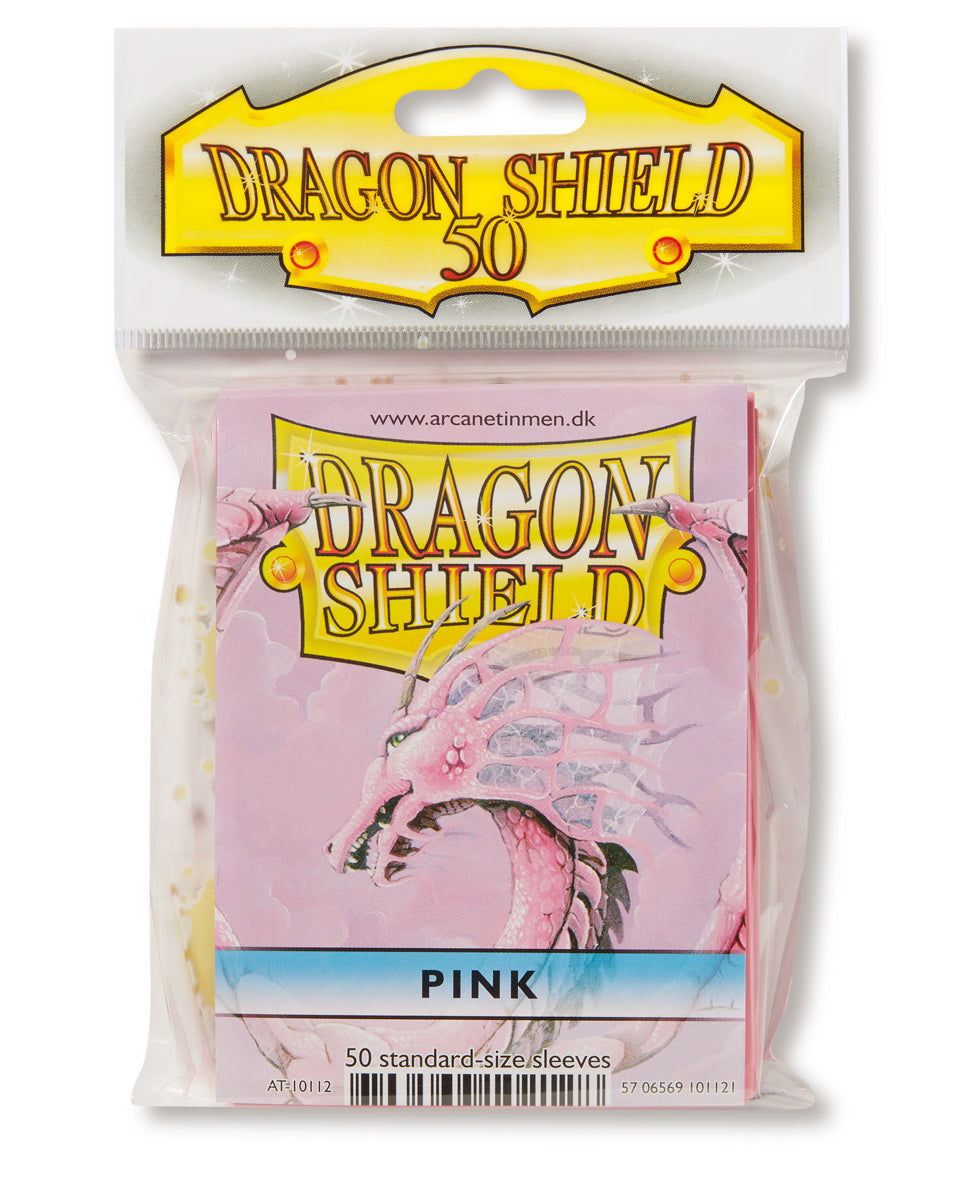 DRAGON SHIELD
50
www.arcanetinmen.dk
DRAGON
SHIELD
PINK
50 standard-size sleeves
AT-10112
57 06569 101121